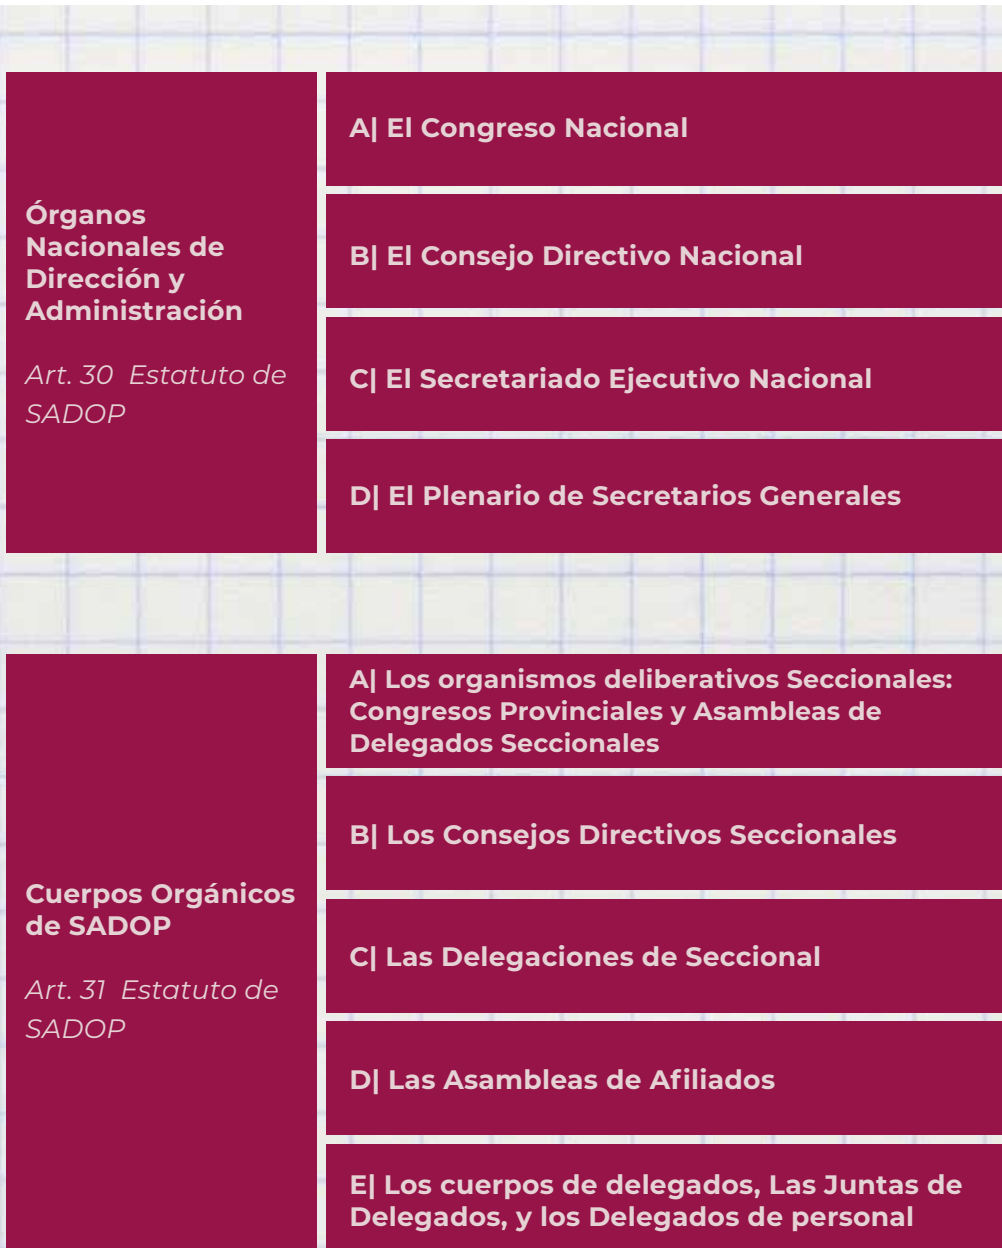 Órganos
Nacionales de
Dirección y
Administración
Art. 30 Estatuto de
SADOP
A| El Congreso Nacional
B| El Consejo Directivo Nacional
C| El Secretariado Ejecutivo Nacional
D| El Plenario de Secretarios Generales
Cuerpos Orgánicos
de SADOP
Art. 31 Estatuto de
SADOP
A| Los organismos deliberativos Seccionales:
Congresos Provinciales y Asambleas de
Delegados Seccionales
B| Los Consejos Directivos Seccionales
C| Las Delegaciones de Seccional
D| Las Asambleas de Afiliados
E| Los cuerpos de delegados, Las Juntas de
Delegados, y los Delegados de personal